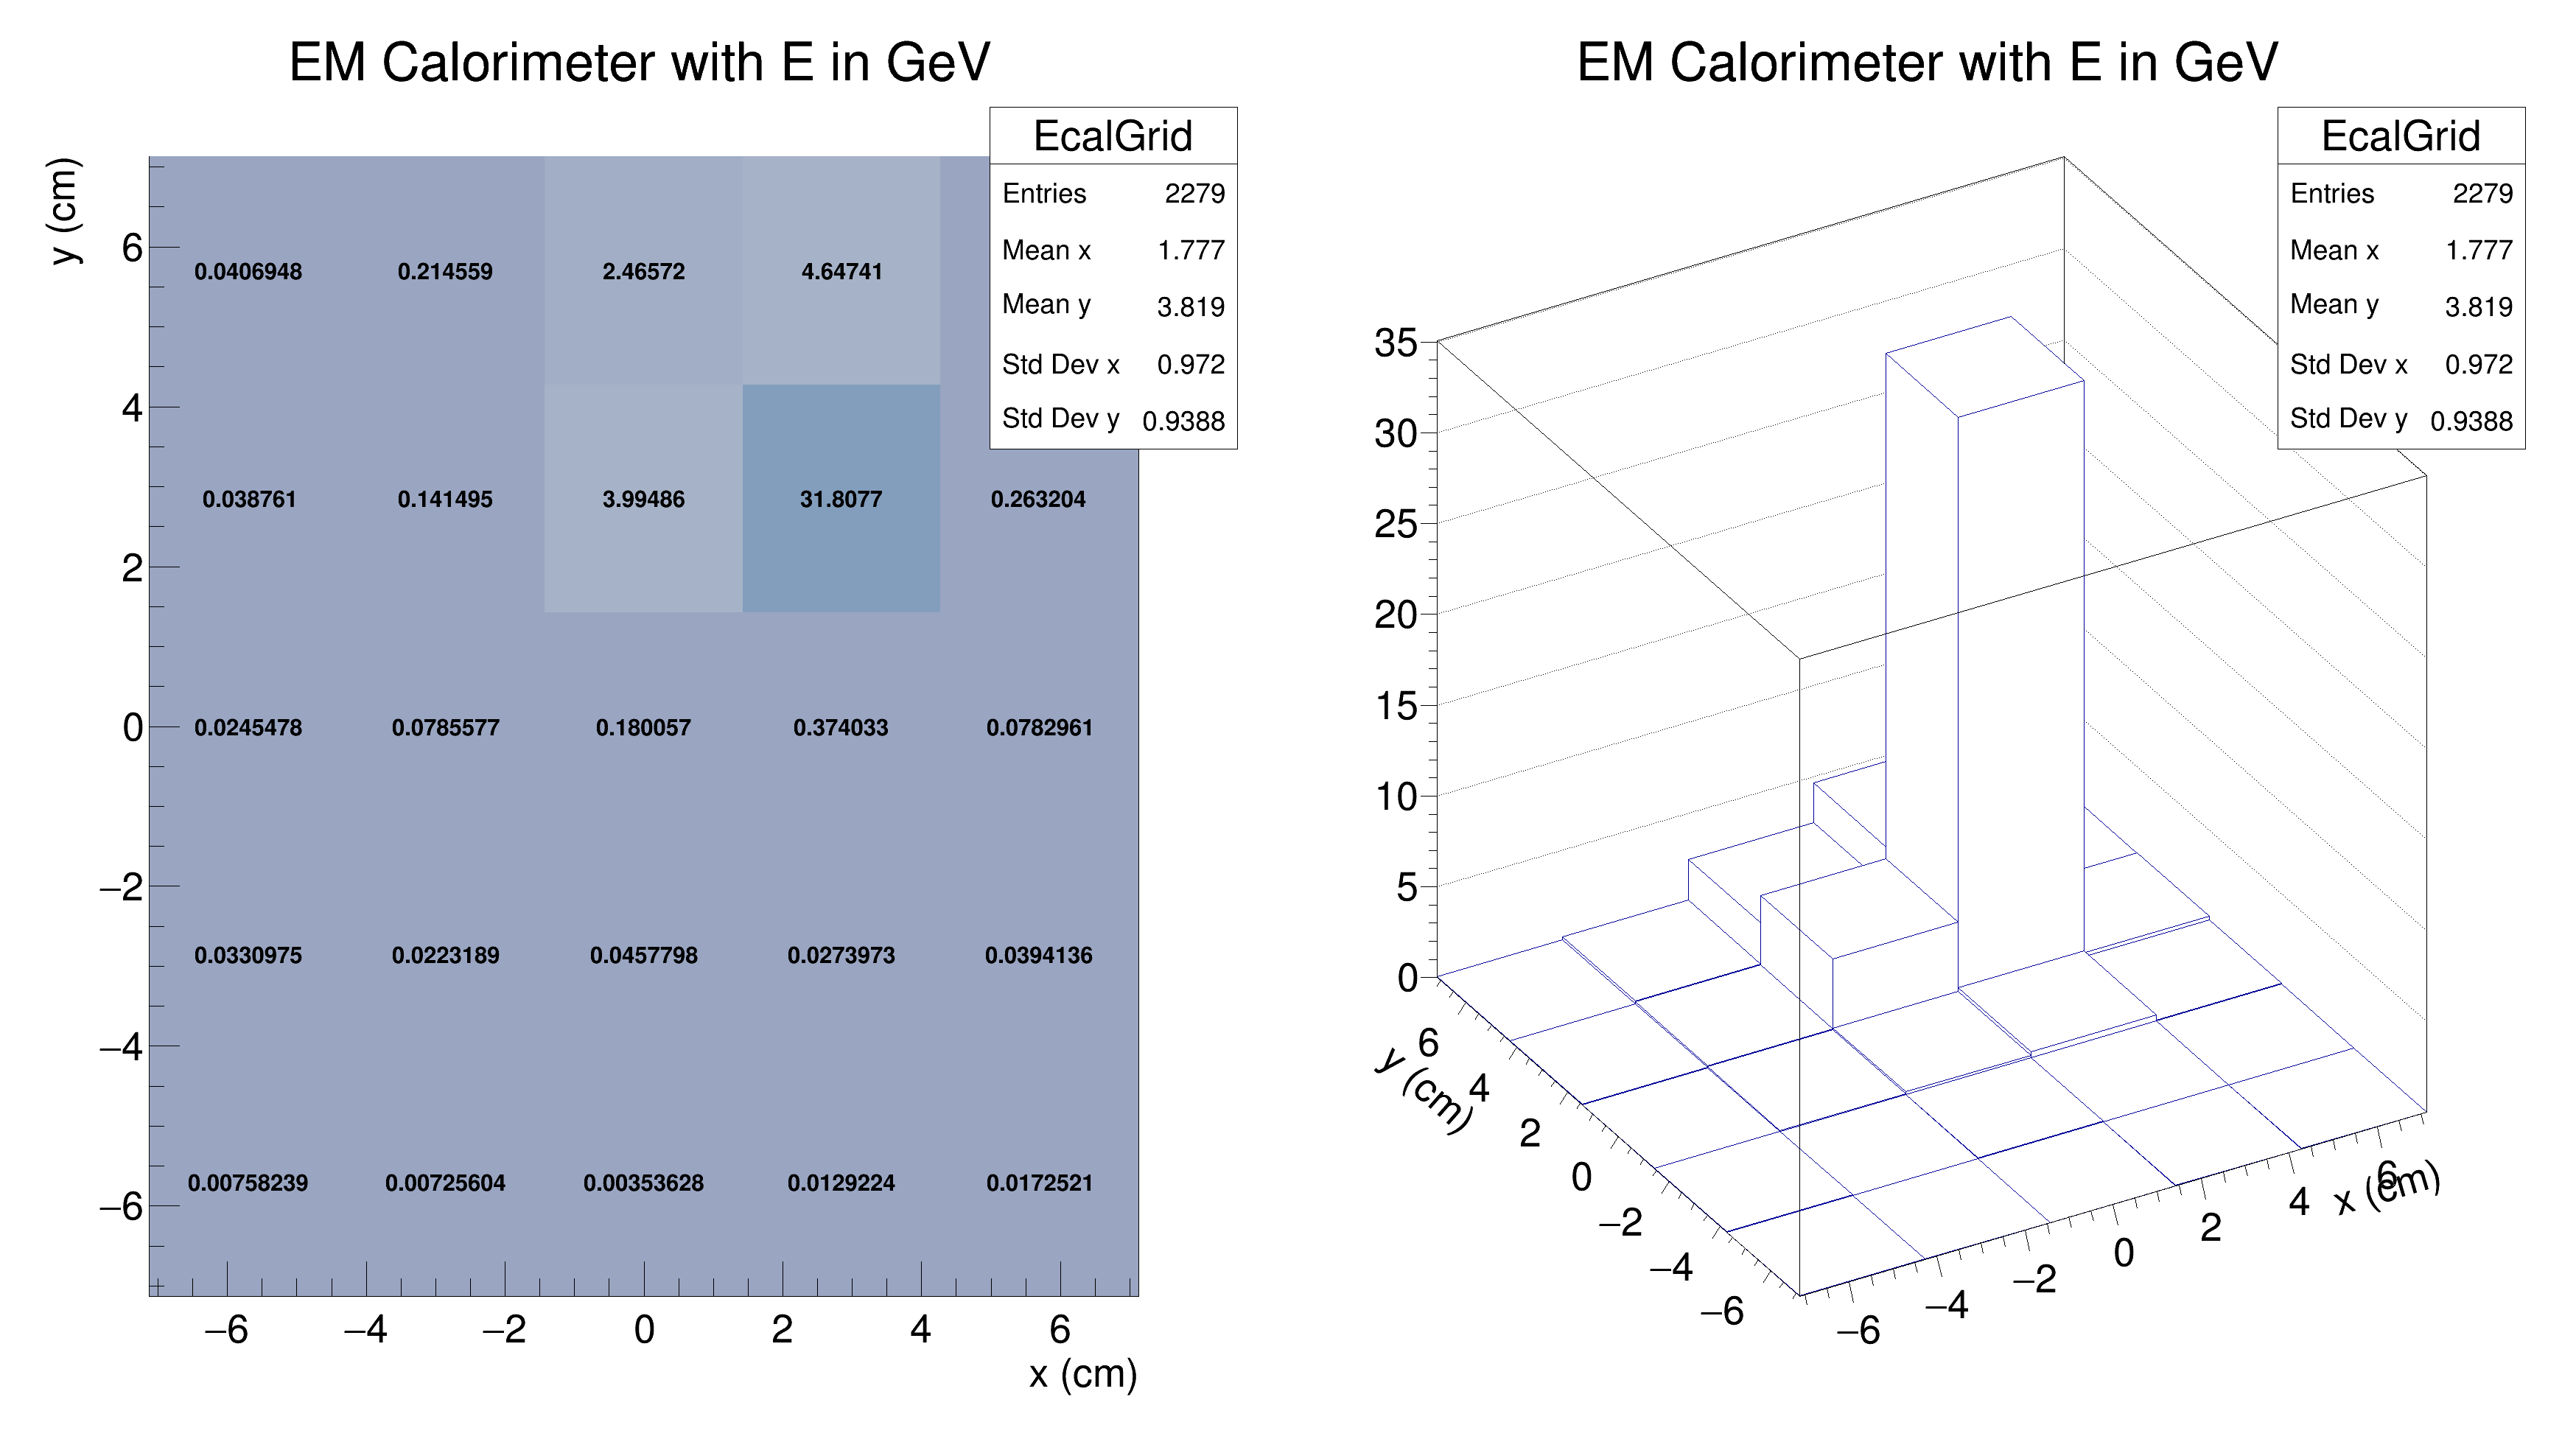 EM Calorimeter with E in GeV
EcalGrid
Entries 2279
Mean x 1.777
Mean y 3.819
Std Dev x 0.972
Std Dev y 0.9388
y (cm)
6
4
2
0
−2
−4
−6
0.0406948 0.214559 2.46572 4.64741
0.038761 0.141495 3.99486 31.8077 0.263204
0.0245478 0.0785577 0.180057 0.374033 0.0782961
0.0330975 0.0223189 0.0457798 0.0273973 0.0394136
0.00758239 0.00725604 0.00353628 0.0129224 0.0172521
−6 −4 −2 0 2 4 6
x (cm)
EM Calorimeter with E in GeV
EcalGrid
Entries 2279
Mean x 1.777
Mean y 3.819
Std Dev x 0.972
Std Dev y 0.9388
35
30
25
20
15
10
5
0
6
4
2
0
−2
−4
−6
y (cm)
−6 −4 −2 0 2 4 6
x (cm)